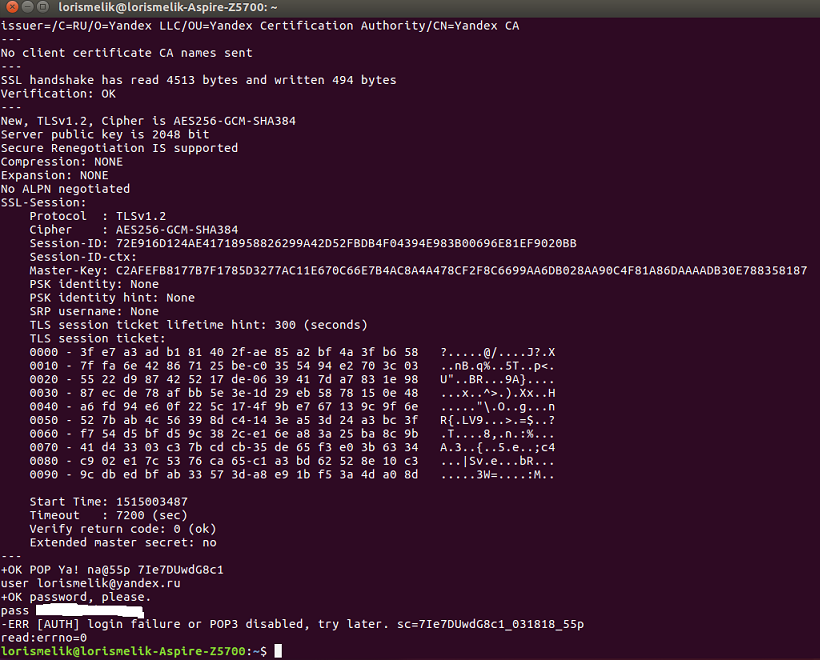 lorismelik@lorismelik-Aspire-Z5700: ~
issuer=/C=RU/O=Yandex LLC/OU=Yandex Certification Authority/CN=Yandex CA
---
No client certificate CA names sent
---
SSL handshake has read 4513 bytes and written 494 bytes
Verification: OK
---
New, TLSv1.2, Cipher is AES256-GCM-SHA384
Server public key is 2048 bit
Secure Renegotiation IS supported
Compression: NONE
Expansion: NONE
No ALPN negotiated
SSL-Session:
    Protocol  : TLSv1.2
    Cipher    : AES256-GCM-SHA384
    Session-ID: 72E916D124AE41718958826299A42D52FBDB4F04394E983B00696E81EF9020BB
    Session-ID-ctx:
    Master-Key: C2AFEFB8177B7F1785D3277AC11E670C66E7B4AC8A4A478CF2F8C6699AA6DB028AA90C4F81A86DAAAADB30E788358187
    PSK identity: None
    PSK identity hint: None
    SRP username: None
    TLS session ticket lifetime hint: 300 (seconds)
    TLS session ticket:
    0000 - 3f e7 a3 ad b1 81 40 2f-ae 85 a2 bf 4a 3f b6 58   ?.....@/....J?.X
    0010 - 7f fa 6e 42 86 71 25 be-c0 35 54 94 e2 70 3c 03   ..nB.q%..5T..p<.
    0020 - 55 22 d9 87 42 52 17 de-06 39 41 7d a7 83 1e 98   U"..BR...9A}....
    0030 - 87 ec de 78 af bb 5e 3e-1d 29 eb 58 78 15 0e 48   ...x..^>.).Xx..H
    0040 - a6 fd 94 e6 0f 22 5c 17-4f 9b e7 67 13 9c 9f 6e   ....."\.O..g...n
    0050 - 52 7b ab 4c 56 39 8d c4-14 3e a5 3d 24 a3 bc 3f   R{.LV9...>.=$..?
    0060 - f7 54 d5 bf d5 9c 38 2c-e1 6e a8 3a 25 ba 8c 9b   .T....8,.n.:%...
    0070 - 41 d4 33 03 c3 7b cd cb-35 de 65 f3 e0 3b 63 34   A.3..{..5.e..;c4
    0080 - c9 02 e1 7c 53 76 ca 65-c1 a3 bd 62 52 8e 10 c3   ...|Sv.e...bR...
    0090 - 9c db ed bf ab 33 57 3d-a8 e9 1b f5 3a 4d a0 8d   .....3W=....:M..
    Start Time: 1515003487
    Timeout   : 7200 (sec)
    Verify return code: 0 (ok)
    Extended master secret: no
---
+OK POP Ya! na@55p 7Ie7DUwdG8c1
user lorismelik@yandex.ru
+OK password, please.
pass
-ERR [AUTH] login failure or POP3 disabled, try later. sc=7Ie7DUwdG8c1_031818_55p
read:errno=0
lorismelik@lorismelik-Aspire-Z5700:~$